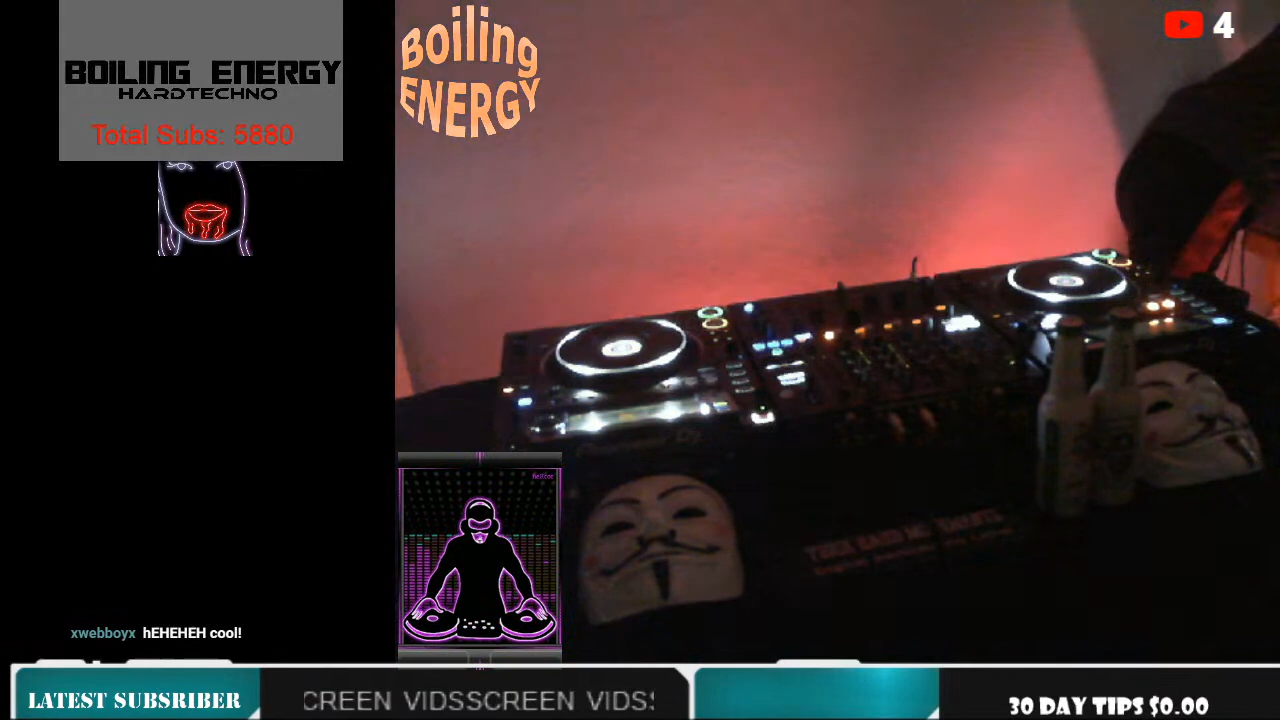 BOILING ENERGY
HARDTECHNO
Total Subs: 5880
Boiling
ENERGY
4
xwebboyx hEHEHEH cool!
LATEST SUBSRIBER
CREEN VIDSSCREEN VIDS
30 DAY TIPS $0.00